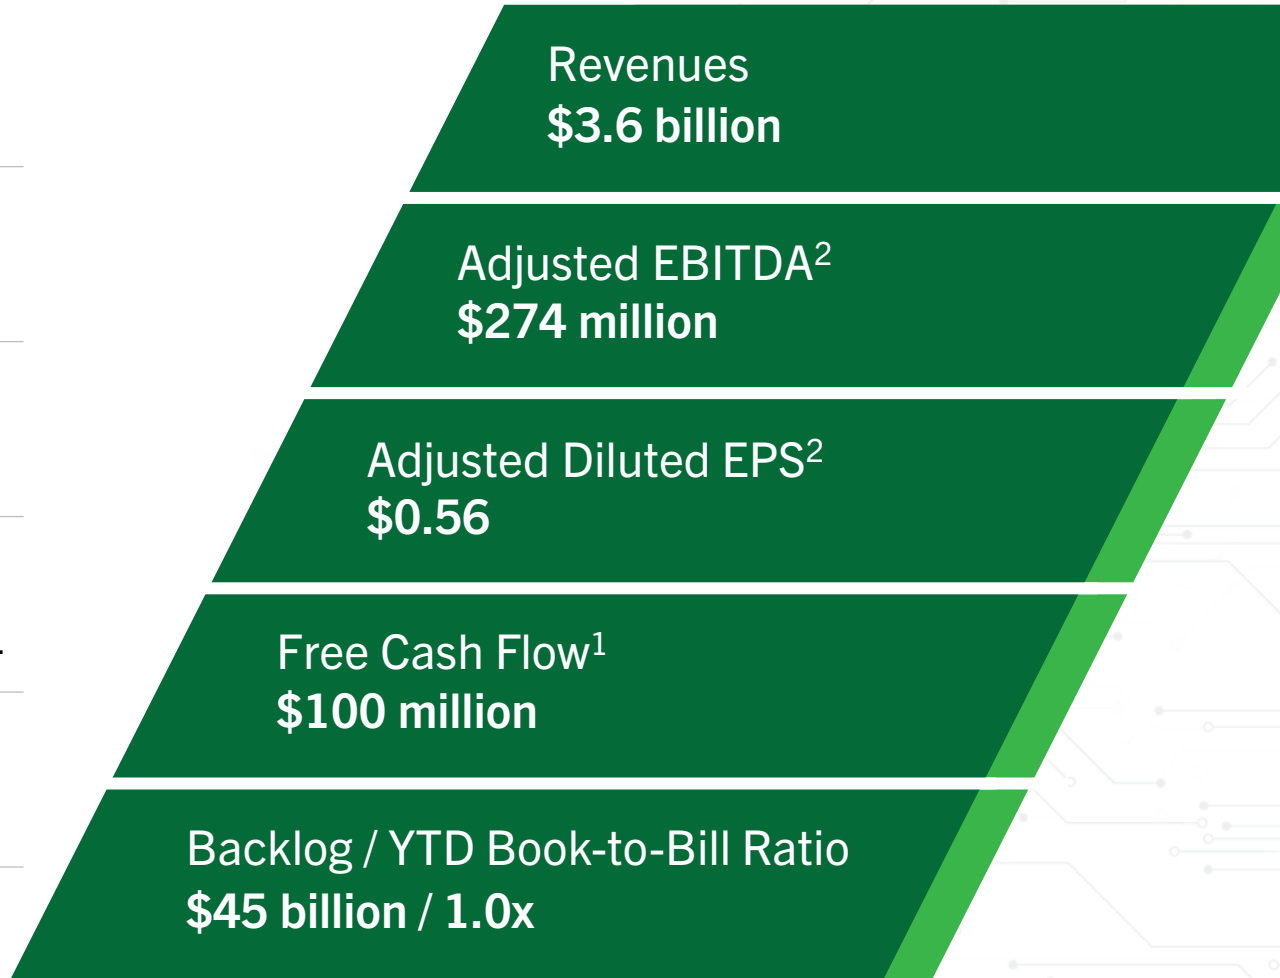 Revenues
$3.6 billion
Adjusted EBITDA²
$274 million
Adjusted Diluted EPS²
$0.56
Free Cash Flow¹
$100 million
Backlog / YTD Book-to-Bill Ratio
$45 billion / 1.0x